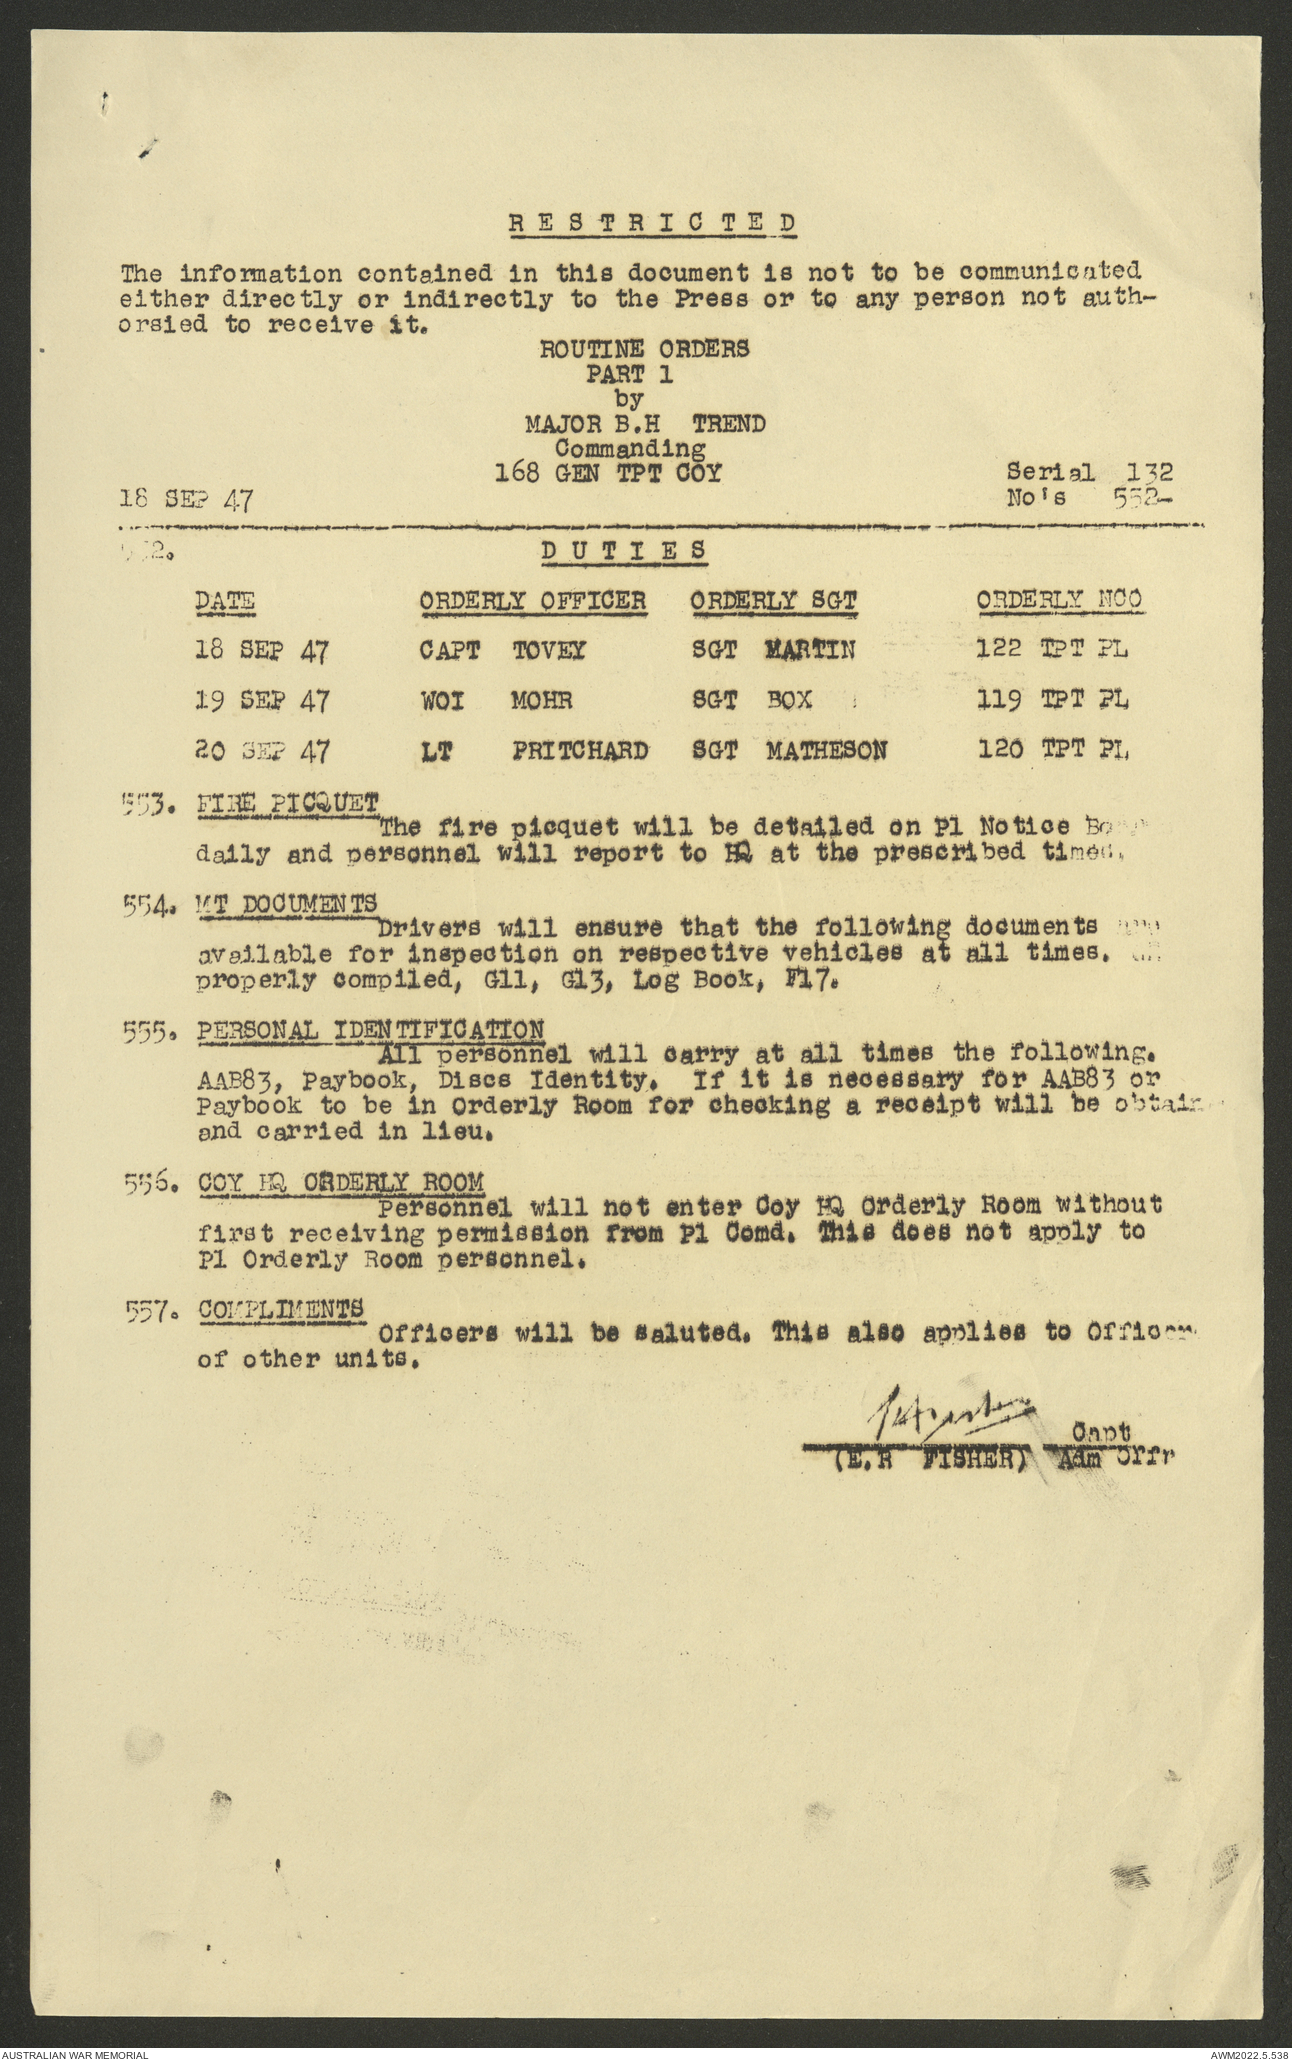 RESTRICTED
The information contained in this document is not to be communicated
either directly or indirectly to the Press or to any person not auth-
orsied to receive it.
ROUTINE ORDERS
PART 1
by
MAJOR B.H TREND
Commanding
168 GEN TPT COY
Serial 132
18 SEP 47
No's 552-
552. DUTIES
DATE ORDERLY OFFICER ORDERLY SGT ORDERLY NCO
18 SEP 47 CAPT TOVEY SGT MARTIN 122 TPT PL
19 SEP 47 WOI MOHR SGT BOX 119 TPT PL
20 SEP 47 LT PRITCHARD SGT MATHESON 120 TPT PL
553. FIRE PICQUET
The fire picquet will be detailed on Pl Notice
daily and personnel will report to HQ at the prescribed timed.
554. MT DOCUMENTS
Drivers will ensure that the following documents
available for inspection on respective vehicles at all times.
properly compiled, G11, G13, Log Book, F17.
555. PERSONAL IDENTIFICATION
All personnel will carry at all times the following.
AAB83, Paybook, Discs Identity. If it is necessary for AAB83 or
Paybook to be in Orderly Room for checking a receipt will be obtain
and carried in lieu.
556. COY HQ ORDERLY ROOM
Personnel will not enter Coy HQ Orderly Room without
first receiving permission from Pl Comd. This does not apply to
Pl Orderly Room personnel.
557. COMPLIMENTS
Officers will be saluted. This also applies to Officer
of other units.
Capt
(E.R FISHER) Adm Offr
AUSTRALIAN WAR MEMORIAL
AWM2022.5.538